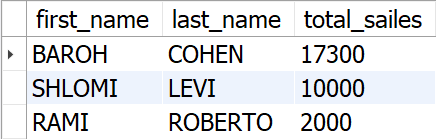 first_name last_name total_sailes
BAROH COHEN 17300
SHLOMI LEVI 10000
RAMI ROBERTO 2000